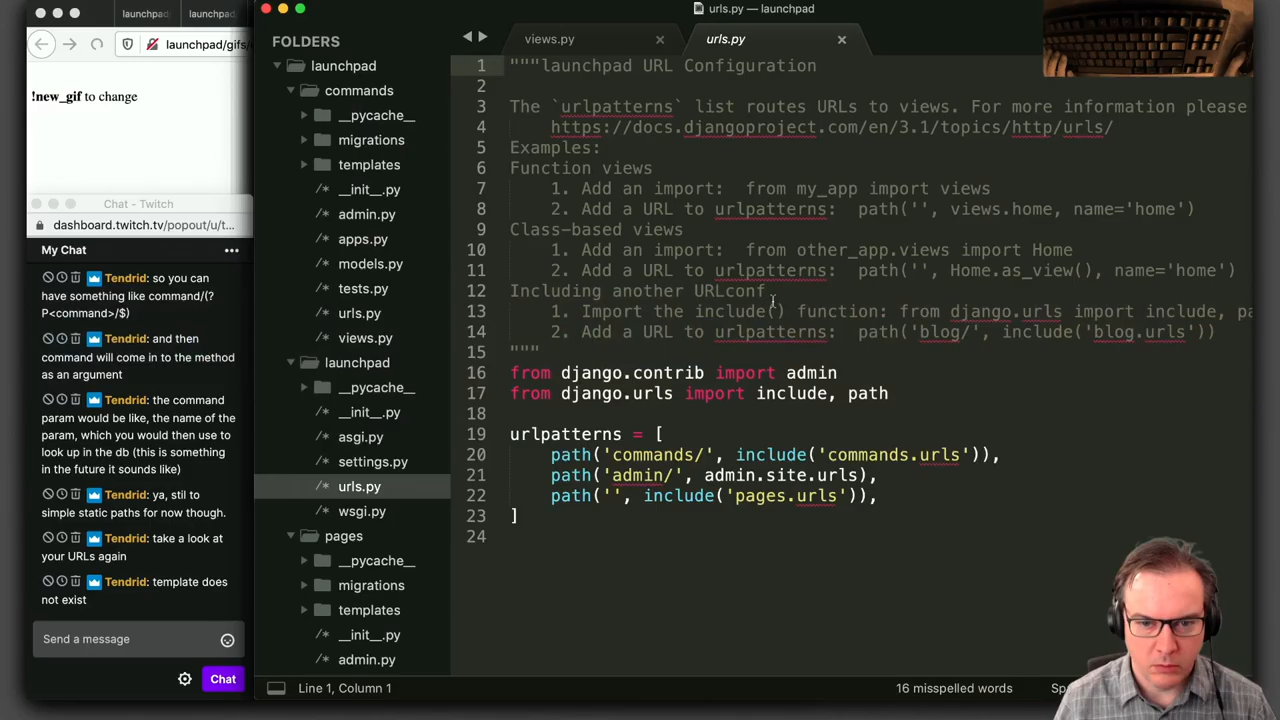 launchpad
launchpad
launchpad/gifs/
!new_gif to change
Chat - Twitch
dashboard.twitch.tv/popout/u/t
My Chat
Tendrid: so you can
have something like command/(?
P<command>/$)
Tendrid: and then
command will come in to the method
as an argument
Tendrid: the command
param would be like, the name of the
param, which you would then use to
look up in the db (this is something
in the future it sounds like)
Tendrid: ya, stil to
simple static paths for now though.
Tendrid: take a look at
your URLs again
Tendrid: template does
not exist
Send a message
Chat
urls.py — launchpad
FOLDERS
launchpad
commands
__pycache__
migrations
templates
/* __init__.py
/* admin.py
/* apps.py
/* models.py
/* tests.py
/* urls.py
/* views.py
launchpad
__pycache__
/* __init__.py
/* asgi.py
/* settings.py
/* urls.py
/* wsgi.py
pages
__pycache__
migrations
templates
/* __init__.py
/* admin.py
views.py
urls.py
1 """launchpad URL Configuration
2
3 The `urlpatterns` list routes URLs to views. For more information please
4 https://docs.djangoproject.com/en/3.1/topics/http/urls/
5 Examples:
6 Function views
7 1. Add an import:  from my_app import views
8 2. Add a URL to urlpatterns:  path('', views.home, name='home')
9 Class-based views
10 1. Add an import:  from other_app.views import Home
11 2. Add a URL to urlpatterns:  path('', Home.as_view(), name='home')
12 Including another URLconf
13 1. Import the include() function: from django.urls import include, pa
14 2. Add a URL to urlpatterns:  path('blog/', include('blog.urls'))
15 """
16 from django.contrib import admin
17 from django.urls import include, path
18
19 urlpatterns = [
20 path('commands/', include('commands.urls')),
21 path('admin/', admin.site.urls),
22 path('', include('pages.urls')),
23 ]
24
Line 1, Column 1
16 misspelled words
Sp